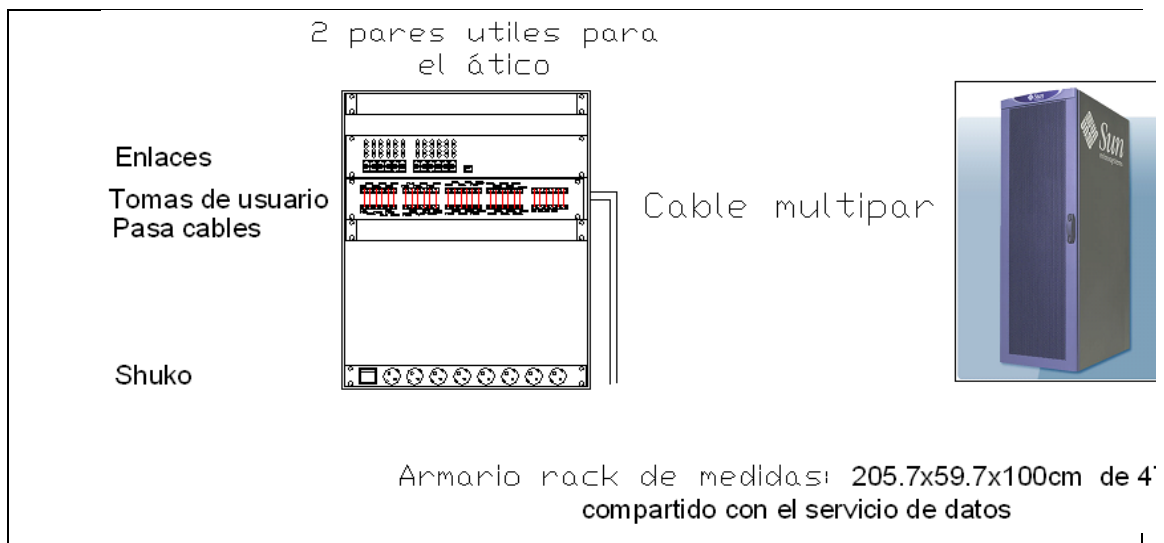 2 pares utiles para
el ático
Enlaces
Tomas de usuario
Pasa cables
Cable multipar
Shuko
Sun
Armario rack de medidas: 205.7x59.7x100cm de 4
compartido con el servicio de datos